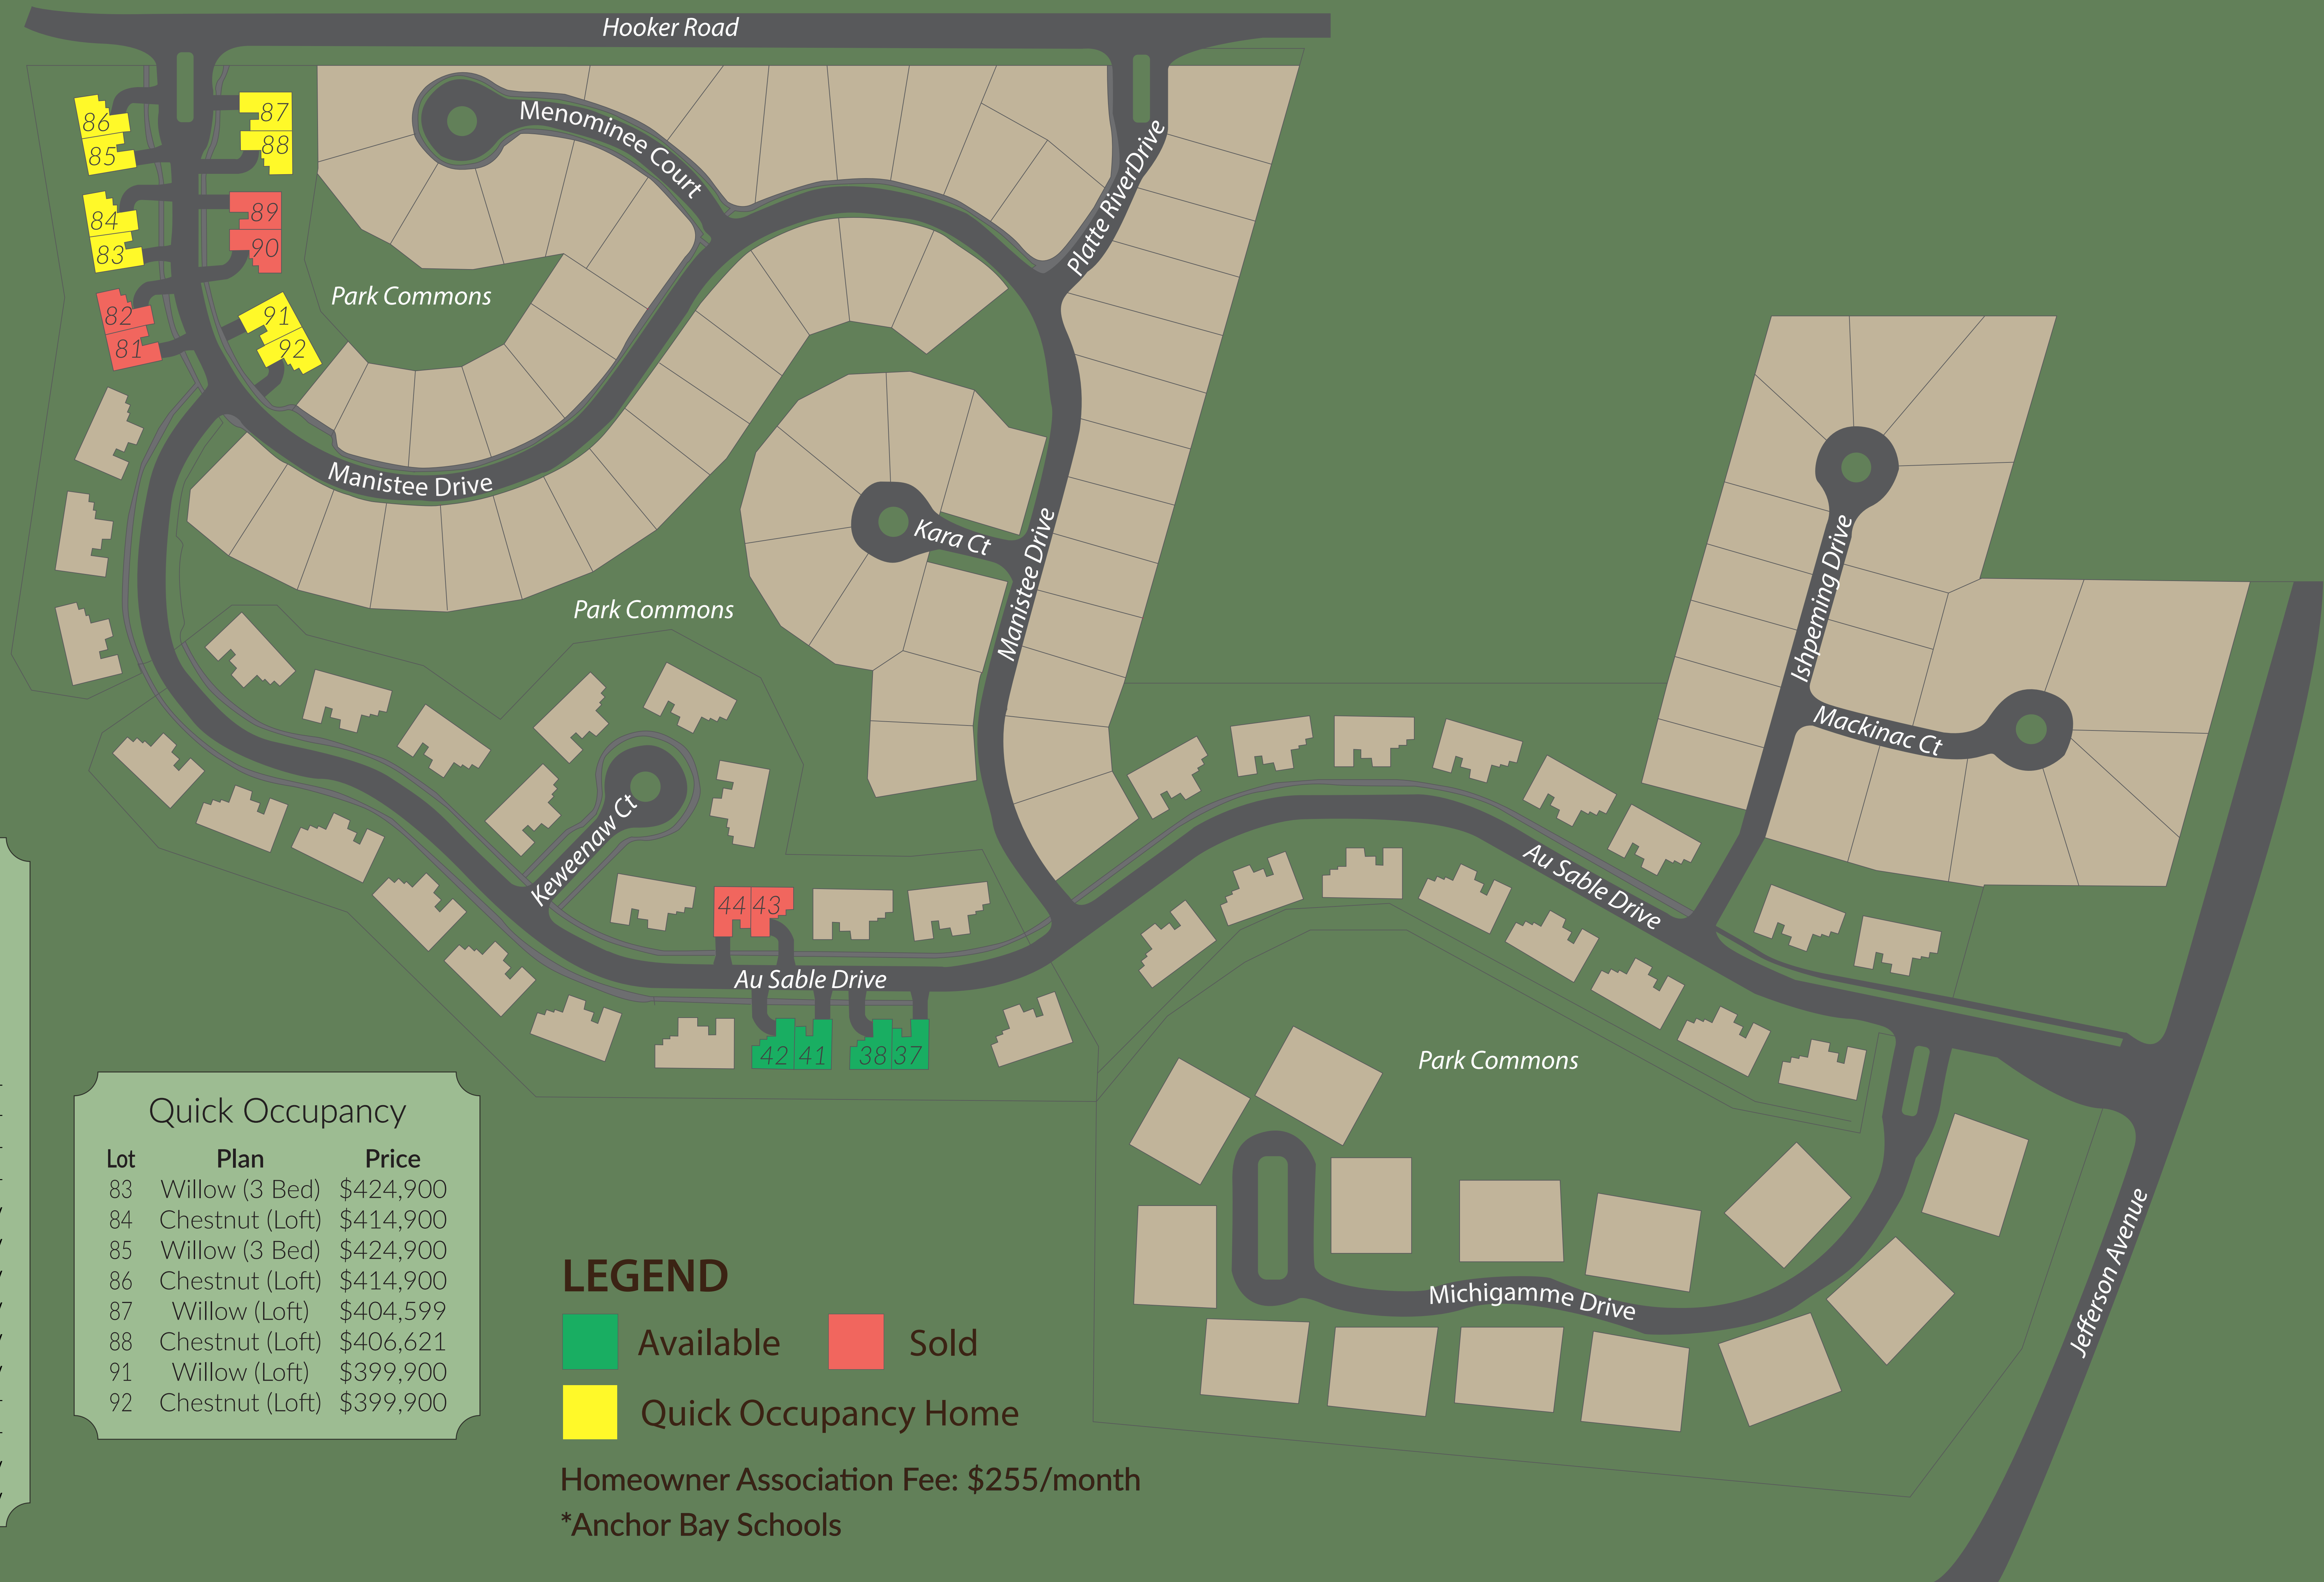 Hooker Road
86
85
87
88
84
83
89
90
82
81
91
92
Menominee Court
Platte RiverDrive
Park Commons
Manistee Drive
Kara Ct
Manistee Drive
Park Commons
Ishpeming Drive
Mackinac Ct
Keweenaw Ct
44 43
Au Sable Drive
Au Sable Drive
42 41
38 37
Park Commons
Michigamme Drive
Jefferson Avenue
Quick Occupancy
Lot Plan Price
83 Willow (3 Bed) $424,900
84 Chestnut (Loft) $414,900
85 Willow (3 Bed) $424,900
86 Chestnut (Loft) $414,900
87 Willow (Loft) $404,599
88 Chestnut (Loft) $406,621
91 Willow (Loft) $399,900
92 Chestnut (Loft) $399,900
LEGEND
Available Sold
Quick Occupancy Home
Homeowner Association Fee: $255/month
*Anchor Bay Schools